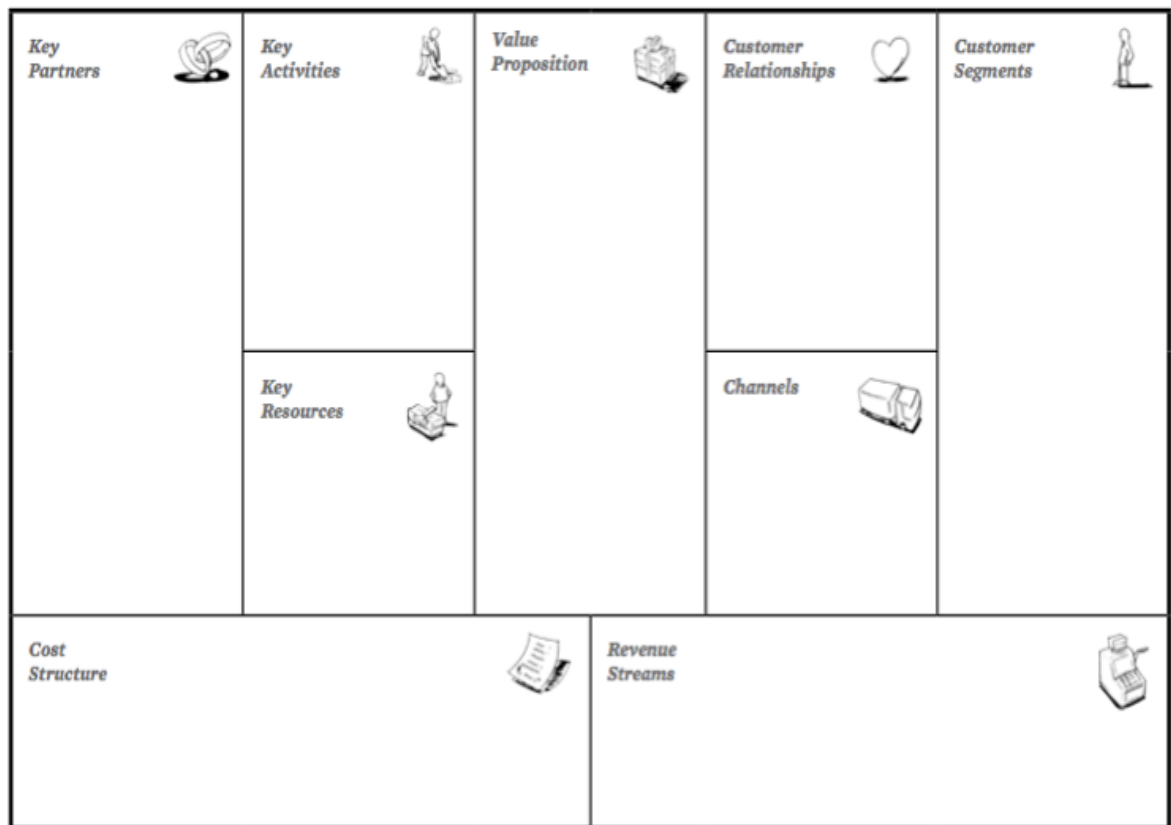 Key
Partners
Key
Activities
Value
Proposition
Customer
Relationships
Customer
Segments
Key
Resources
Channels
Cost
Structure
Revenue
Streams